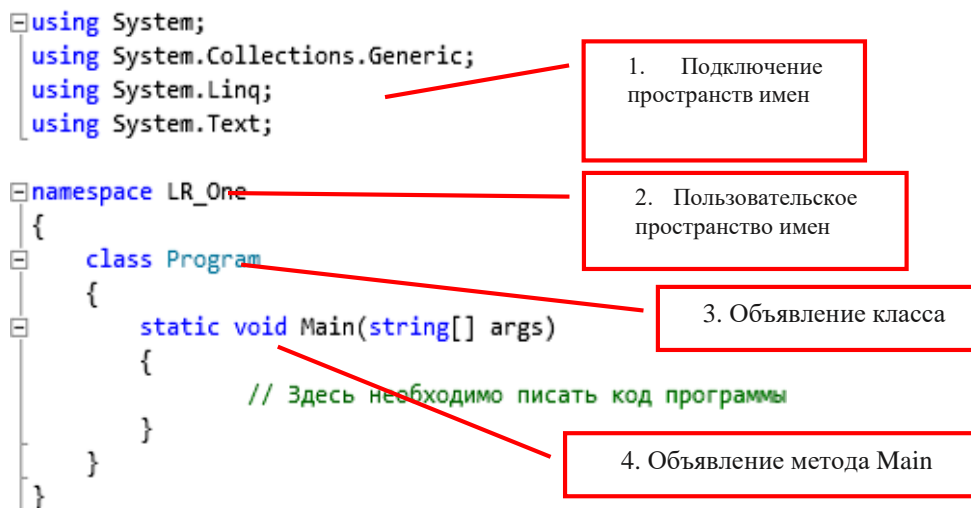 using System;
using System.Collections.Generic;
using System.Linq;
using System.Text;
1. Подключение
пространств имен
namespace LR_One
2. Пользовательское
пространство имен
{
class Program
{
3. Объявление класса
static void Main(string[] args)
{
// Здесь необходимо писать код программы
}
4. Объявление метода Main
}
}